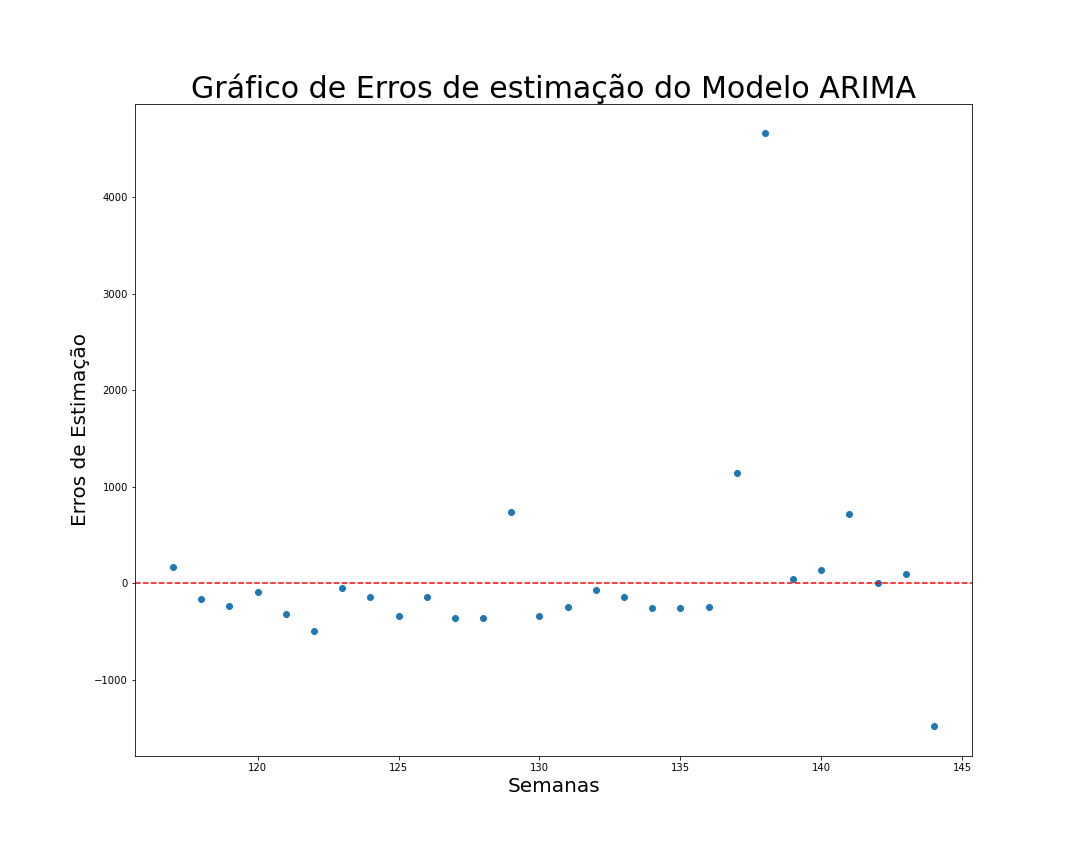 Gráfico de Erros de estimação do Modelo ARIMA
Erros de Estimação
4000
3000
2000
1000
0
−1000
120 125 130 135 140 145
Semanas